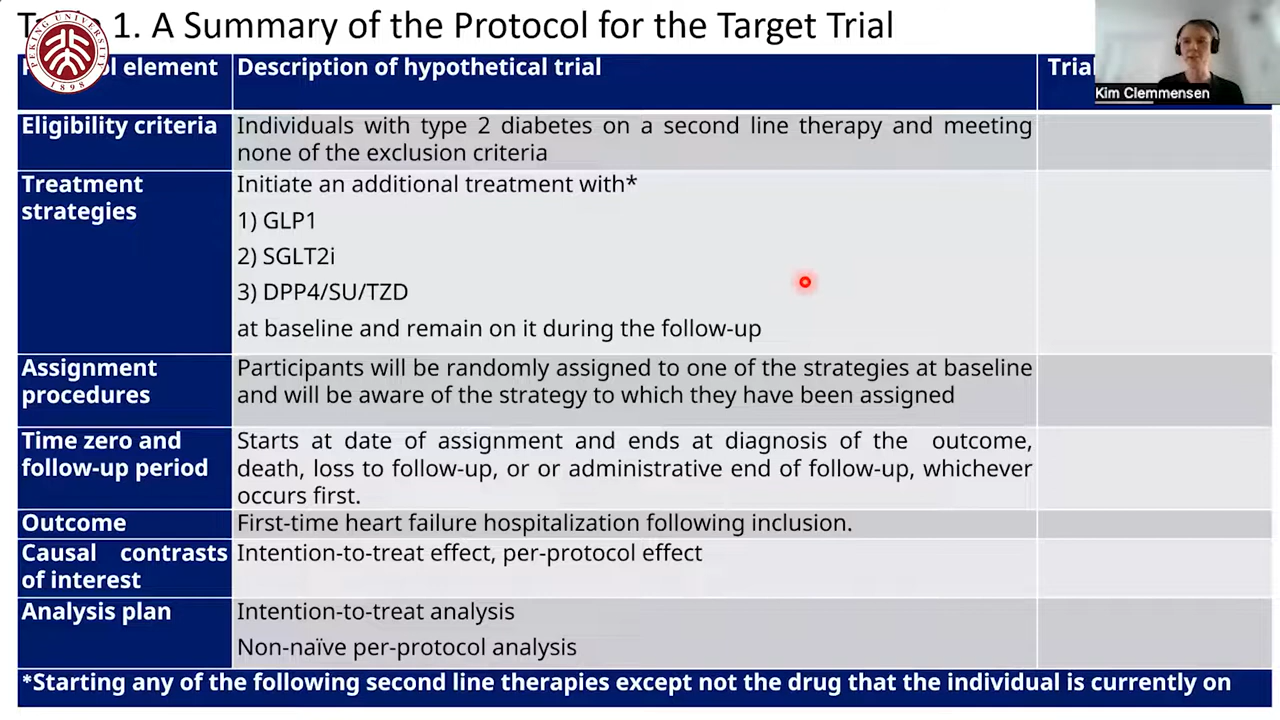 T 1. A Summary of the Protocol for the Target Trial
PEKING UNIVERSITY
1898
Kim Clemmensen
element Description of hypothetical trial Trial
Eligibility criteria Individuals with type 2 diabetes on a second line therapy and meeting
none of the exclusion criteria
Treatment Initiate an additional treatment with*
strategies
1) GLP1
2) SGLT2i
3) DPP4/SU/TZD
at baseline and remain on it during the follow-up
Assignment Participants will be randomly assigned to one of the strategies at baseline
procedures and will be aware of the strategy to which they have been assigned
Time zero and Starts at date of assignment and ends at diagnosis of the outcome,
follow-up period death, loss to follow-up, or or administrative end of follow-up, whichever
occurs first.
Outcome First-time heart failure hospitalization following inclusion.
Causal contrasts Intention-to-treat effect, per-protocol effect
of interest
Analysis plan Intention-to-treat analysis
Non-naïve per-protocol analysis
*Starting any of the following second line therapies except not the drug that the individual is currently on